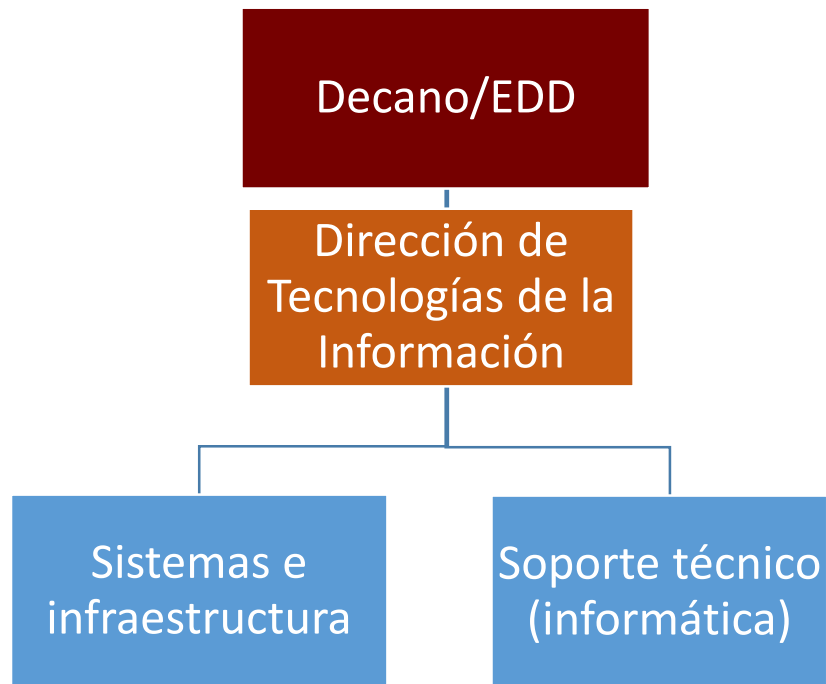 Decano/EDD
Dirección de
Tecnologías de la
Información
Sistemas e
infraestructura
Soporte técnico
(informática)